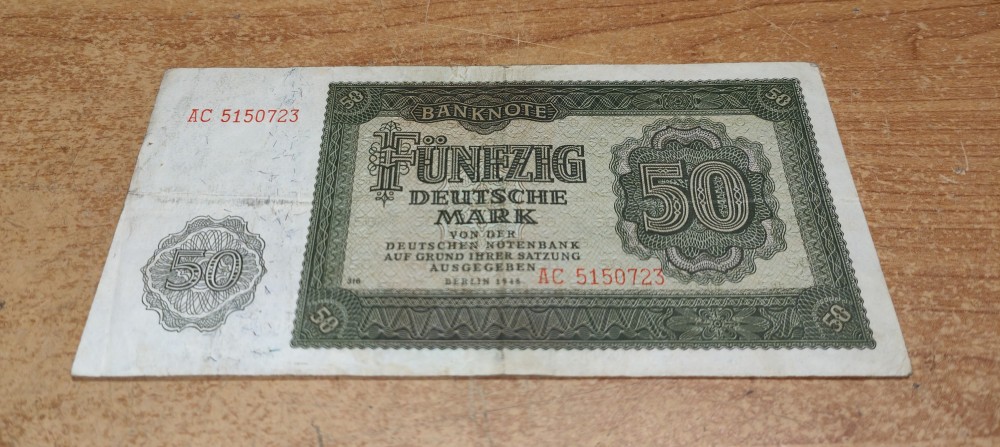 50 50
BANKNOTE
AC 5150723
FÜNFZIG
DEUTSCHE
MARK
50
VON DER
DEUTSCHEN NOTENBANK
AUF GRUND IHRER SATZUNG
AUSGEGEBEN
BERLIN 1948
AC 5150723
50
50 50